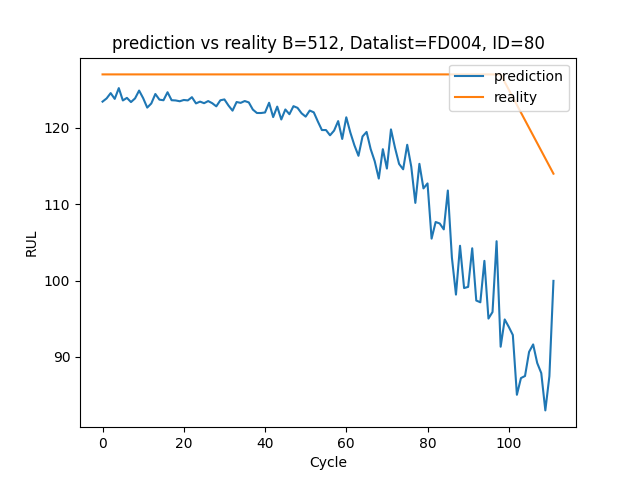 prediction vs reality B=512, Datalist=FD004, ID=80
prediction
reality
RUL
120
110
100
90
0 20 40 60 80 100
Cycle